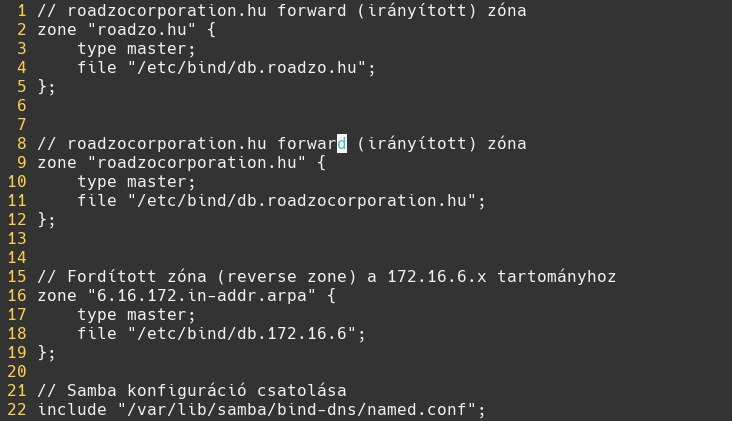 1 // roadzocorporation.hu forward (irányított) zóna
2 zone "roadzo.hu" {
3     type master;
4     file "/etc/bind/db.roadzo.hu";
5 };
6
7
8 // roadzocorporation.hu forward (irányított) zóna
9 zone "roadzocorporation.hu" {
10     type master;
11     file "/etc/bind/db.roadzocorporation.hu";
12 };
13
14
15 // Fordított zóna (reverse zone) a 172.16.6.x tartományhoz
16 zone "6.16.172.in-addr.arpa" {
17     type master;
18     file "/etc/bind/db.172.16.6";
19 };
20
21 // Samba konfiguráció csatolása
22 include "/var/lib/samba/bind-dns/named.conf";